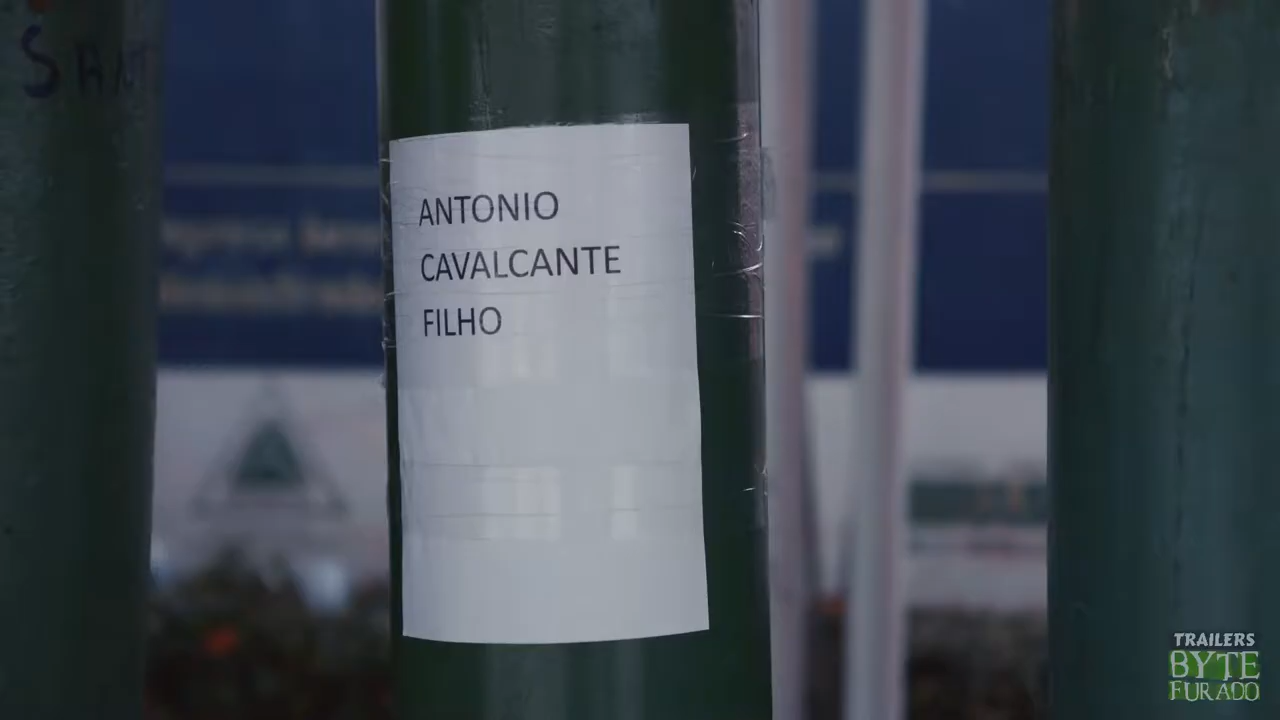 ANTONIO
CAVALCANTE
FILHO
TRAILERS
BYTE
FURADO